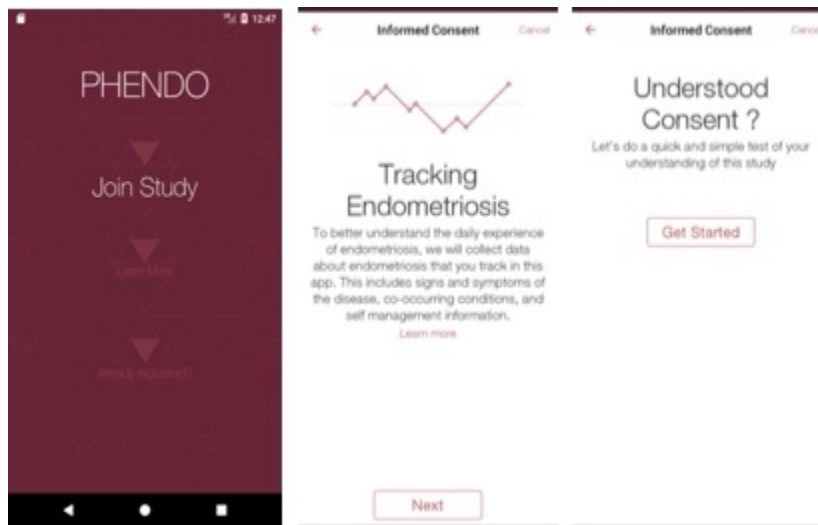 12:47
PHENDO
Join Study
Learn More
Already registered?
Informed Consent
Cancel
Tracking
Endometriosis
To better understand the daily experience
of endometriosis, we will collect data
about endometriosis that you track in this
app. This includes signs and symptoms of
the disease, co-occurring conditions, and
self management information.
Learn more
Next
Informed Consent
Cance
Understood
Consent ?
Let's do a quick and simple test of your
understanding of this study
Get Started